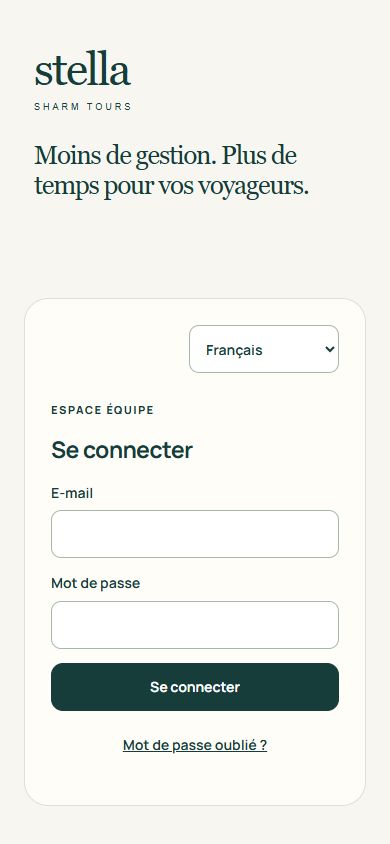 stella
SHARM TOURS
Moins de gestion. Plus de
temps pour vos voyageurs.
Français
ESPACE ÉQUIPE
Se connecter
E-mail
Mot de passe
Se connecter
Mot de passe oublié ?